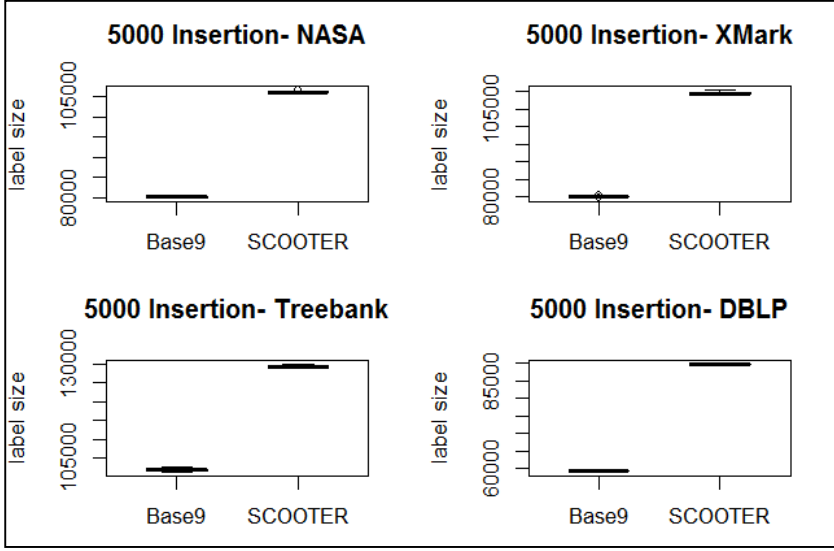 5000 Insertion- NASA
label size
105000
80000
Base9 SCOOTER
5000 Insertion- XMark
label size
105000
80000
Base9 SCOOTER
5000 Insertion- Treebank
label size
130000
105000
Base9 SCOOTER
5000 Insertion- DBLP
label size
85000
60000
Base9 SCOOTER